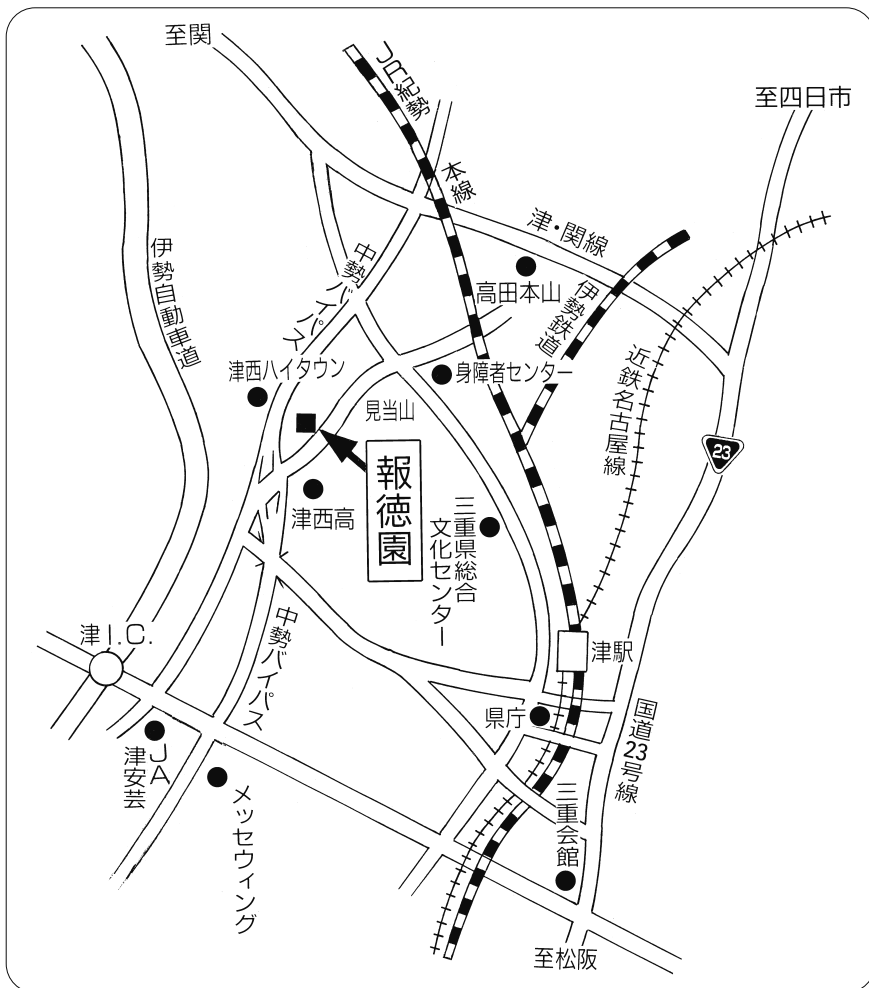 至関
JR紀勢
本線
至四日市
津・関線
中勢バイパス
伊勢自動車道
高田本山
伊勢鉄道
近鉄名古屋線
津西ハイタウン
身障者センター
見当山
23
報徳園
津西高
三重県総合
文化センター
津I.C.
中勢バイパス
津駅
県庁
国道23号線
JA
津安芸
メッセウィング
三重会館
至松阪